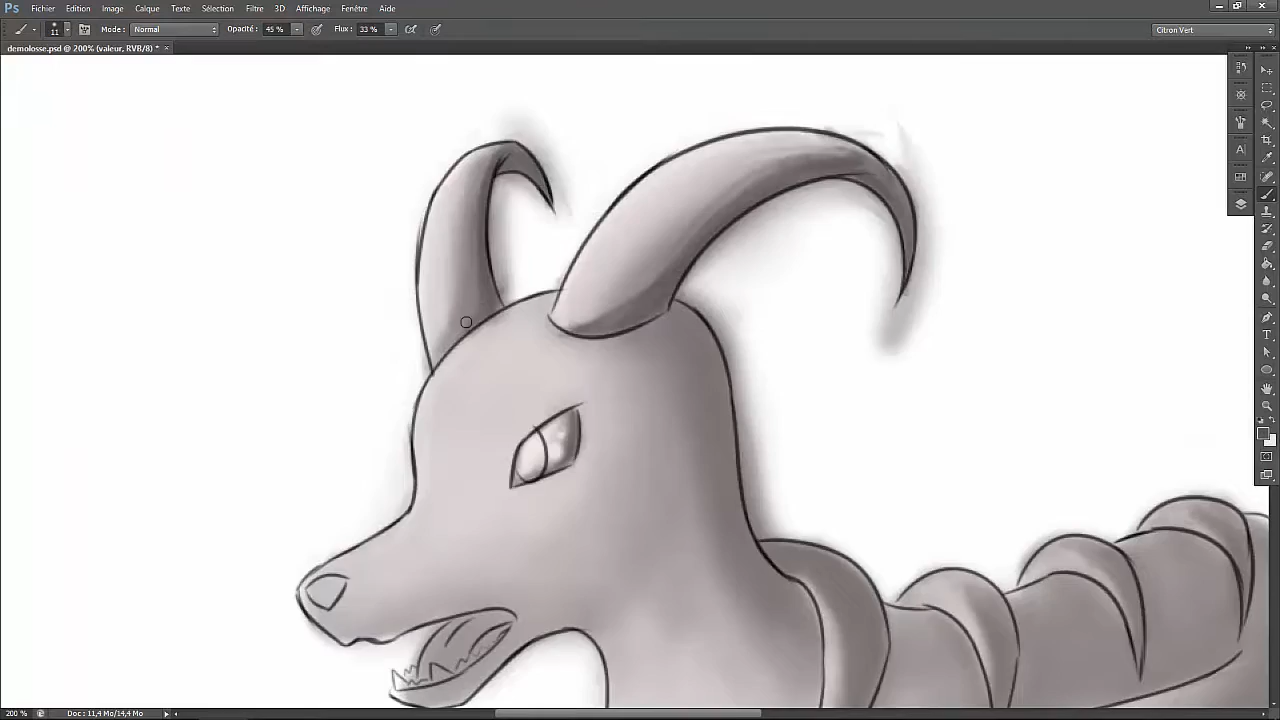 Ps Fichier Edition Image Calque Texte Sélection Filtre 3D Affichage Fenêtre Aide
11 Mode : Normal Opacité : 45 % Flux : 33 % Citron Vert
demolosse.psd @ 200% (valeur, RVB/8) * ×
200 % Doc : 11,4 Mo/14,4 Mo